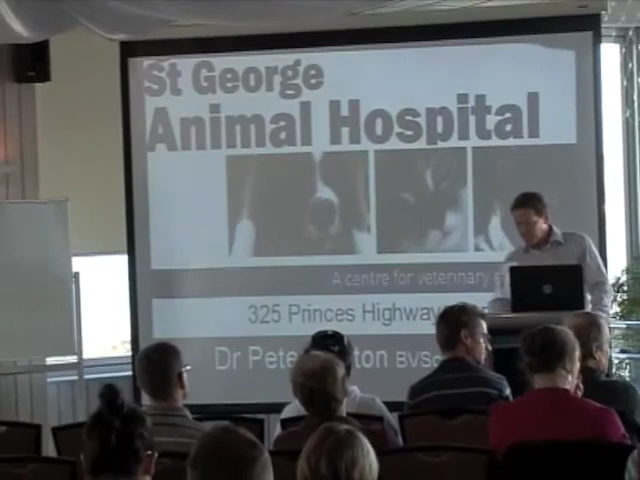 St George
Animal Hospital
A centre for veterinary
325 Princes Highway
Dr BVSc